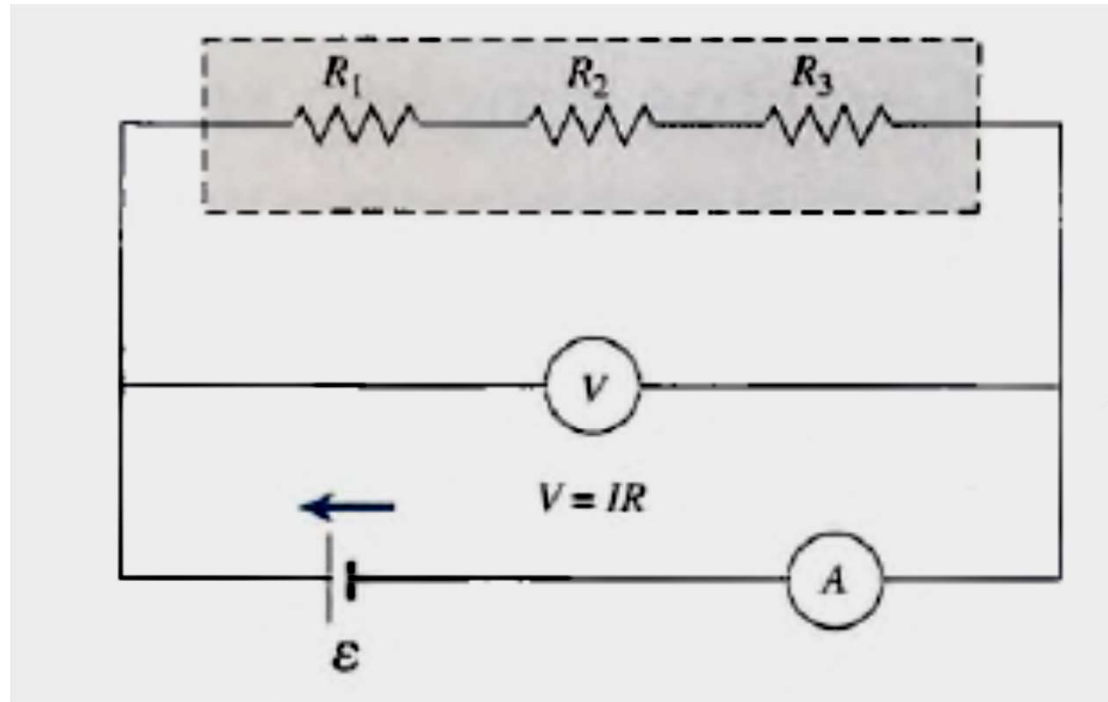 R₁ R₂ R₃
V
V = IR
A
ε